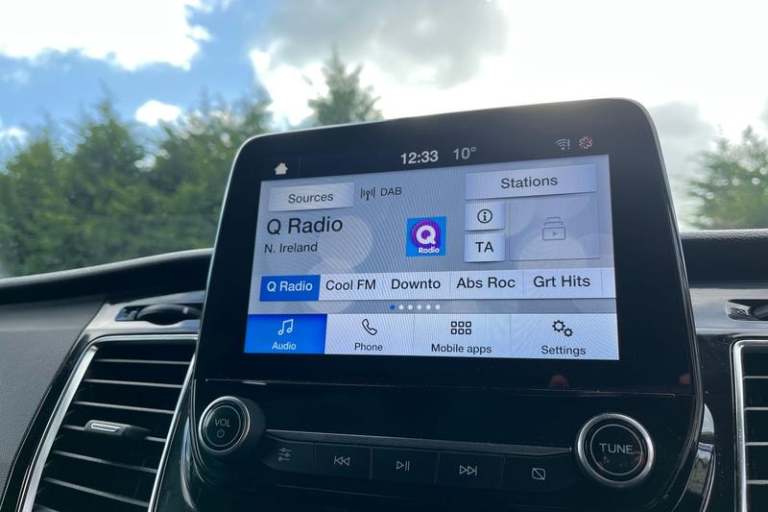 12:33 10°
Sources
DAB
Stations
Q Radio
N. Ireland
Q
Radio
TA
Q Radio
Cool FM
Downto
Abs Roc
Grt Hits
Audio
Phone
Mobile apps
Settings
VOL
TUNE